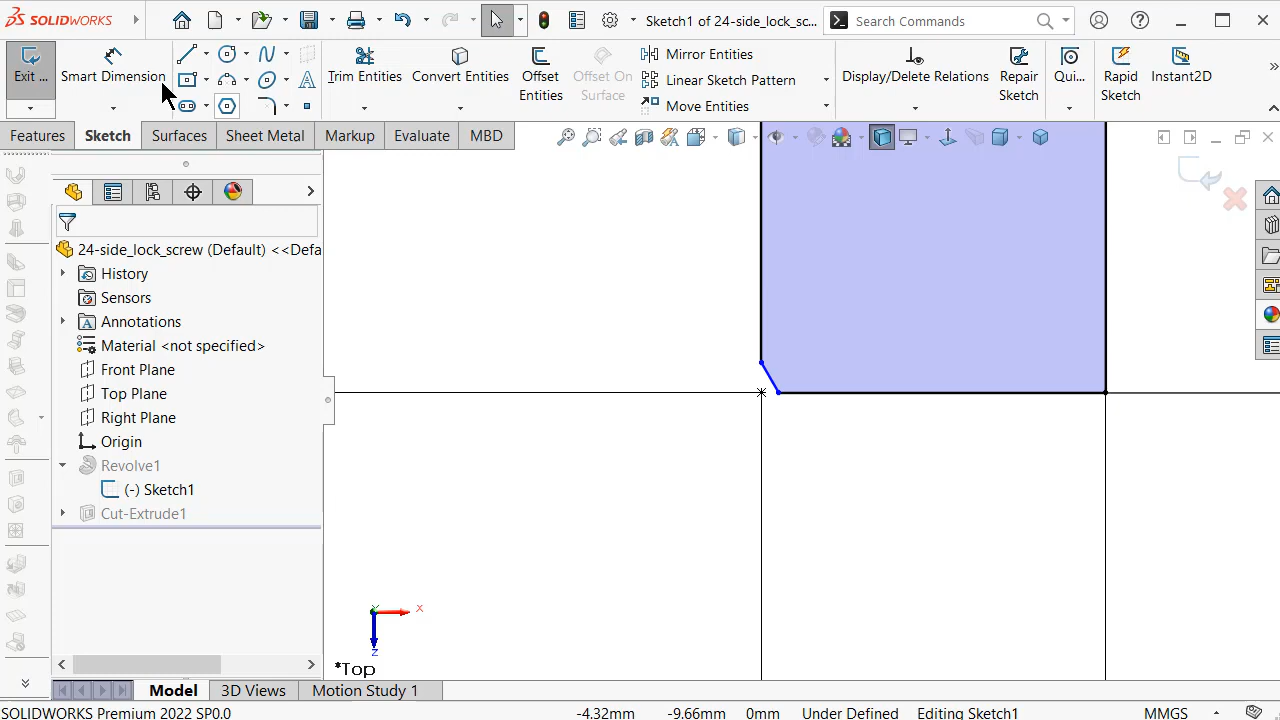 SOLIDWORKS
Sketch1 of 24-side_lock_sc...
Search Commands
Exit ...
Smart Dimension
Trim Entities
Convert Entities
Offset Entities
Offset On Surface
Mirror Entities
Linear Sketch Pattern
Move Entities
Display/Delete Relations
Repair Sketch
Qui...
Rapid Sketch
Instant2D
Features
Sketch
Surfaces
Sheet Metal
Markup
Evaluate
MBD
24-side_lock_screw (Default) <<Defa
History
Sensors
Annotations
Material <not specified>
Front Plane
Top Plane
Right Plane
Origin
Revolve1
(-) Sketch1
Cut-Extrude1
Y
X
Z
*Top
Model
3D Views
Motion Study 1
SOLIDWORKS Premium 2022 SP0.0
-4.32mm
-9.66mm
0mm
Under Defined
Editing Sketch1
MMGS